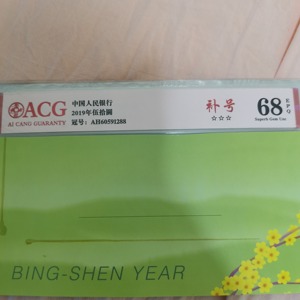 ACG
AI CANG GUARANTY
中国人民银行
2019年伍拾圆
冠号: AH60591288
补号
☆☆☆
68
EPQ
Superb Gem Unc
BING-SHEN YEAR